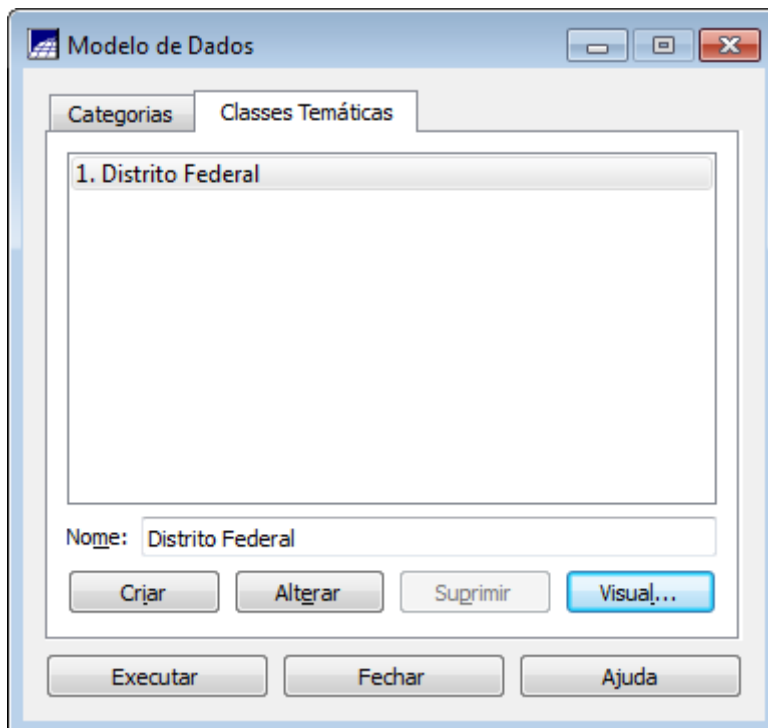 Modelo de Dados
Categorias Classes Temáticas
1. Distrito Federal
Nome: Distrito Federal
Criar Alterar Suprimir Visual...
Executar Fechar Ajuda